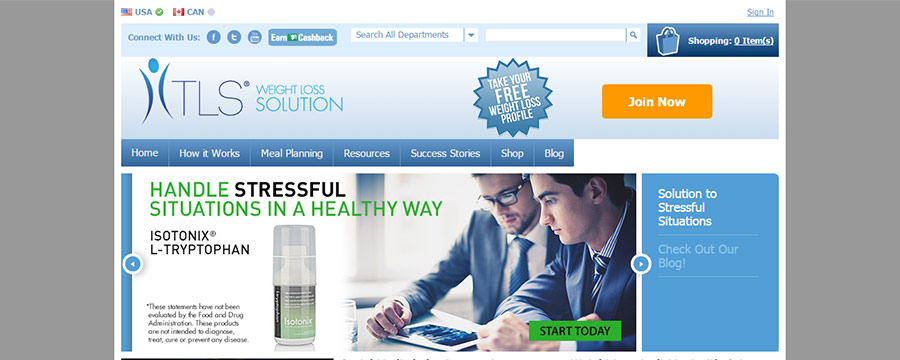 USA CAN Sign In
Connect With Us: Earn Cashback Search All Departments Shopping: 0 Item(s)
TLS® WEIGHT LOSS
SOLUTION
TAKE YOUR
FREE
WEIGHT LOSS
PROFILE
Join Now
Home How it Works Meal Planning Resources Success Stories Shop Blog
HANDLE STRESSFUL
SITUATIONS IN A HEALTHY WAY
ISOTONIX®
L-TRYPTOPHAN
*These statements have not been
evaluated by the Food and Drug
Administration. These products
are not intended to diagnose,
treat, cure or prevent any disease.
Isotonix
START TODAY
Solution to
Stressful
Situations
Check Out Our
Blog!